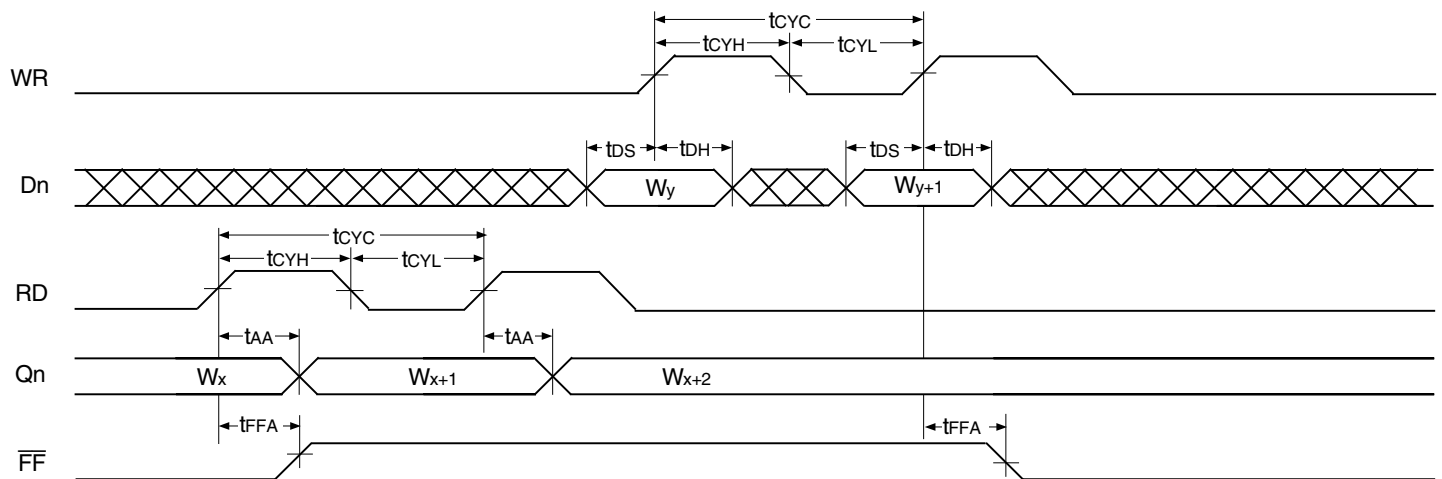 tCYC
tCYH tCYL
WR
tDS tDH tDS tDH
Dn Wy Wy+1
tCYC
tCYH tCYL
RD
tAA tAA
Qn Wx Wx+1 Wx+2
tFFA tFFA
F̅F̅